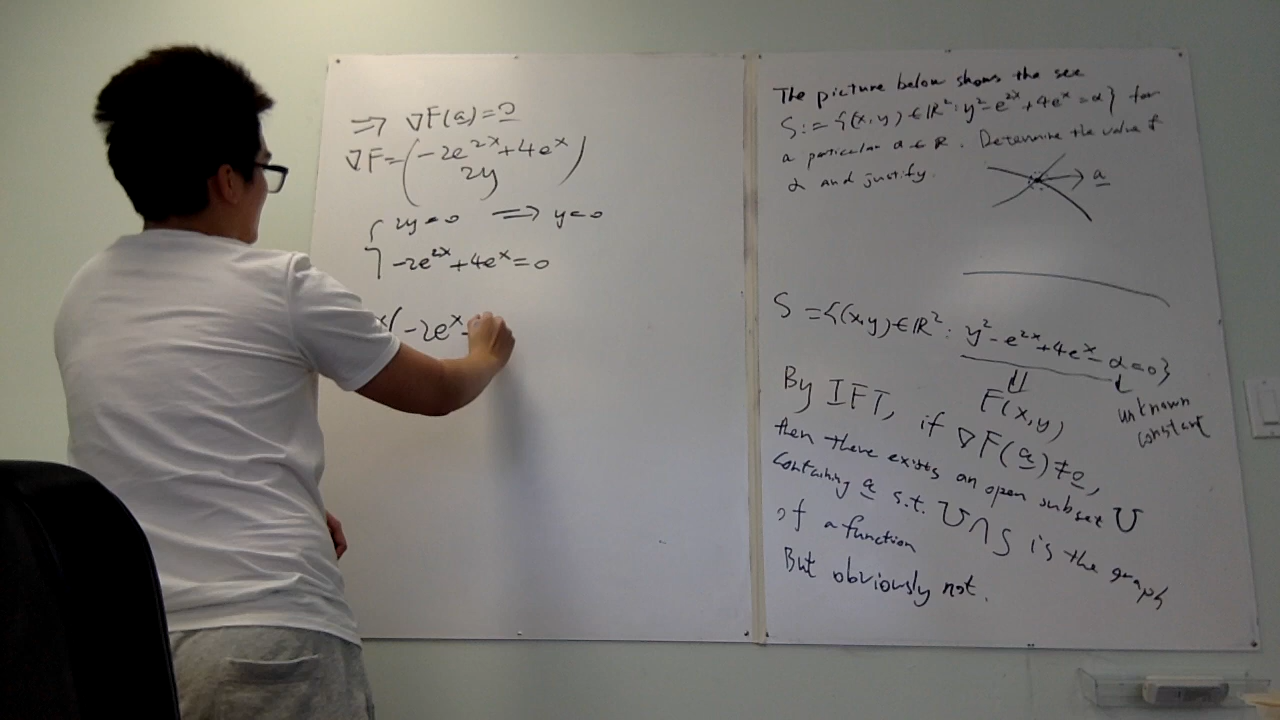 ⇒ ∇F(a)=0
∇F=(-2e^2x+4e^x
2y)
{ 2y=0 ⇒ y=0
-2e^2x+4e^x=0
x(-2e^x
The picture below shows the see
S:={(x,y)∈ℝ²: y²-e^2x+4e^x=α} for
a particular α∈ℝ. Determine the value of
α and justify.
a
S={(x,y)∈ℝ²: y²-e^2x+4e^x-α=0}
F(x,y)
unknown
constant
By IFT, if ∇F(a)≠0,
then there exists an open subset U
containing a s.t. U∩S is the graph
of a function
But obviously not.